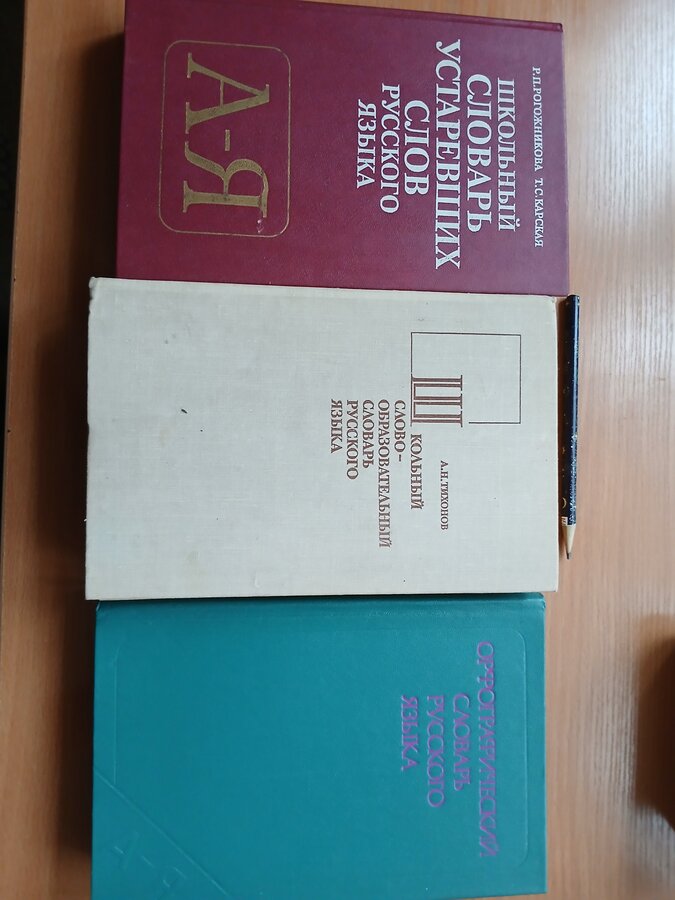 Р.П.РОГОЖНИКОВА Т.С.КАРСКАЯ
ШКОЛЬНЫЙ
СЛОВАРЬ
УСТАРЕВШИХ
СЛОВ
РУССКОГО
ЯЗЫКА
А-Я
А.Н.ТИХОНОВ
ШКОЛЬНЫЙ
СЛОВО-
ОБРАЗОВАТЕЛЬНЫЙ
СЛОВАРЬ
РУССКОГО
ЯЗЫКА
ОРФОГРАФИЧЕСКИЙ
СЛОВАРЬ
РУССКОГО
ЯЗЫКА
А-Я